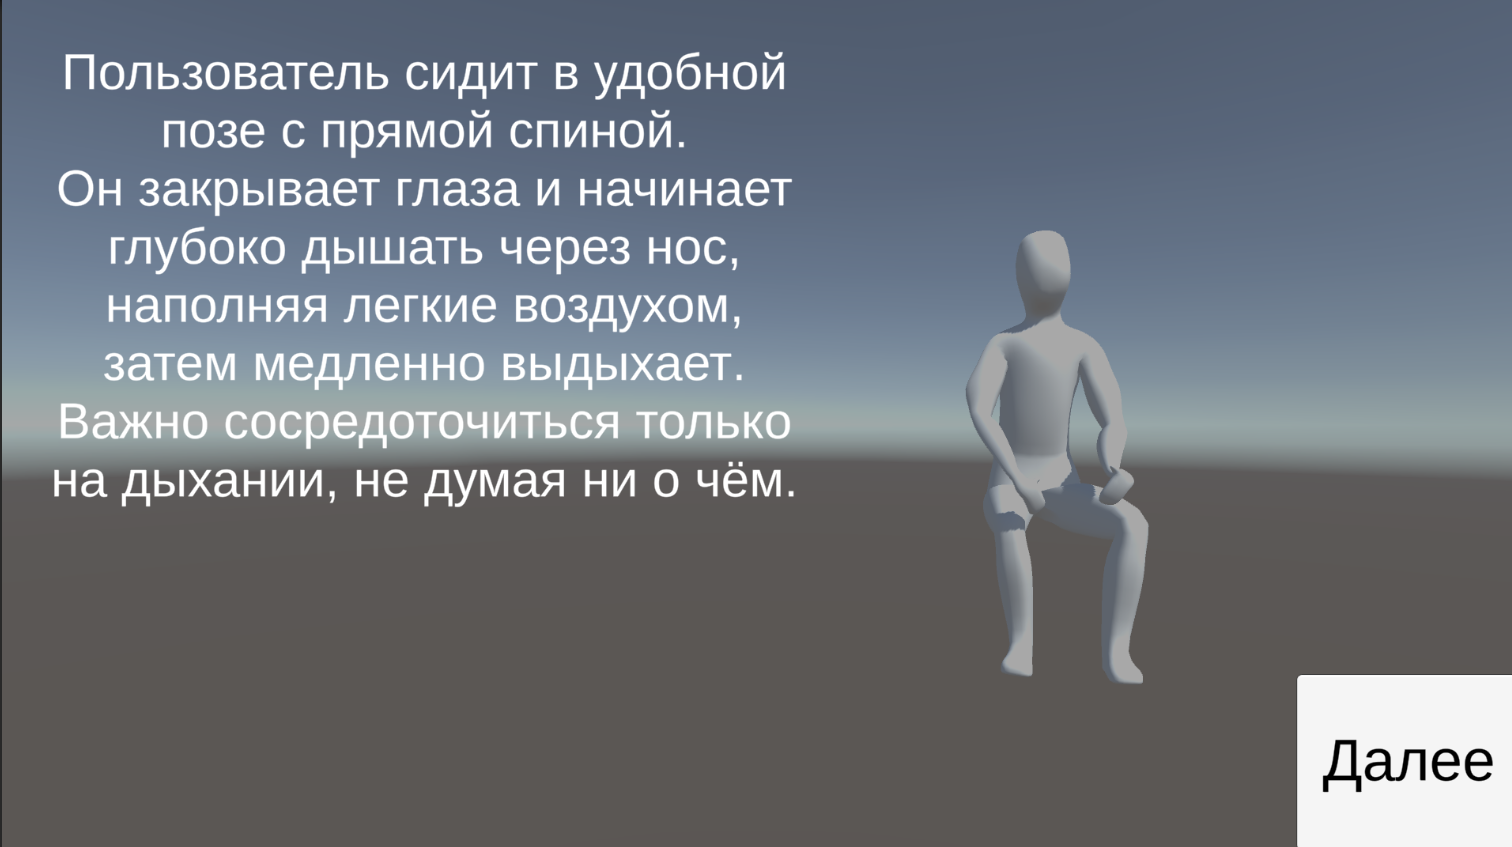 Пользователь сидит в удобной
позе с прямой спиной.
Он закрывает глаза и начинает
глубоко дышать через нос,
наполняя легкие воздухом,
затем медленно выдыхает.
Важно сосредоточиться только
на дыхании, не думая ни о чём.
Далее